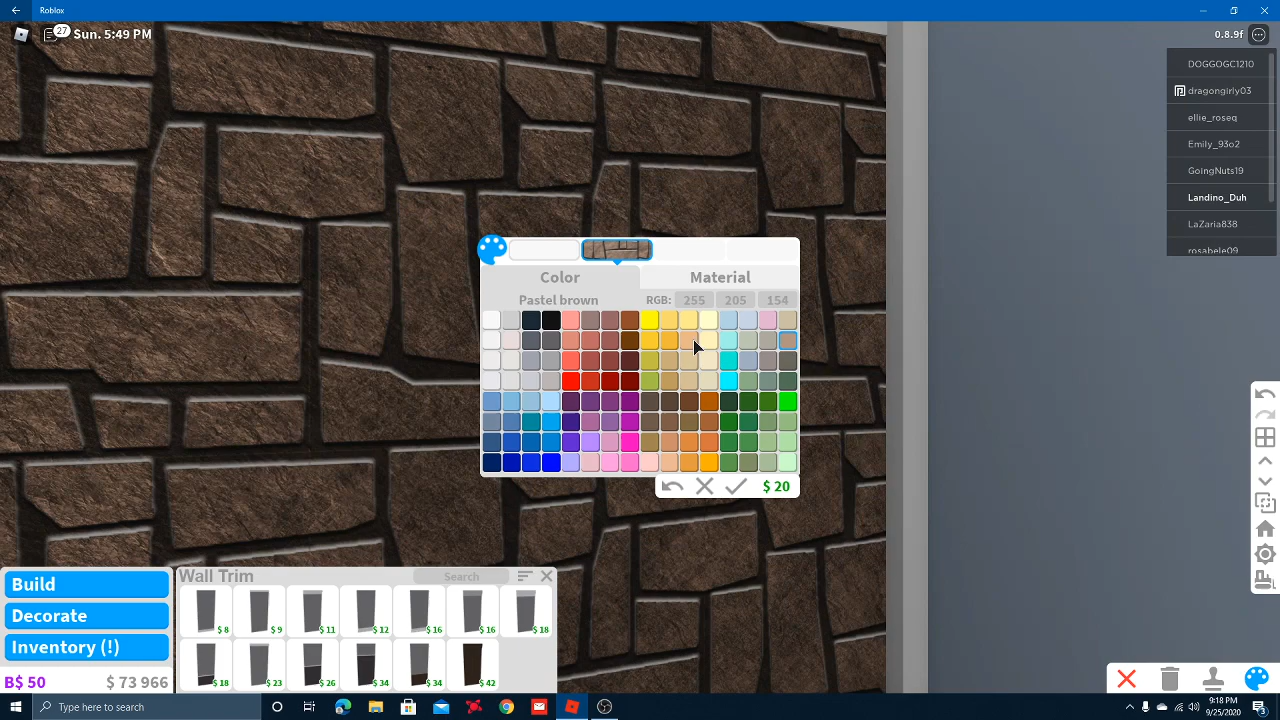 Roblox
27 Sun. 5:49 PM
0.8.9f
DOGGOGC1210
dragongirly03
ellie_roseq
Emily_93o2
GoingNuts19
Landino_Duh
LaZaria838
rosabele09
Color
Material
Pastel brown
RGB: 255 205 154
$ 20
Build
Decorate
Inventory (!)
B$ 50 $ 73 966
Wall Trim
Search
$ 8 $ 9 $ 11 $ 12 $ 16 $ 16 $ 18
$ 18 $ 23 $ 26 $ 34 $ 34 $ 42
Type here to search
9:18 PM
9/25/2020
3